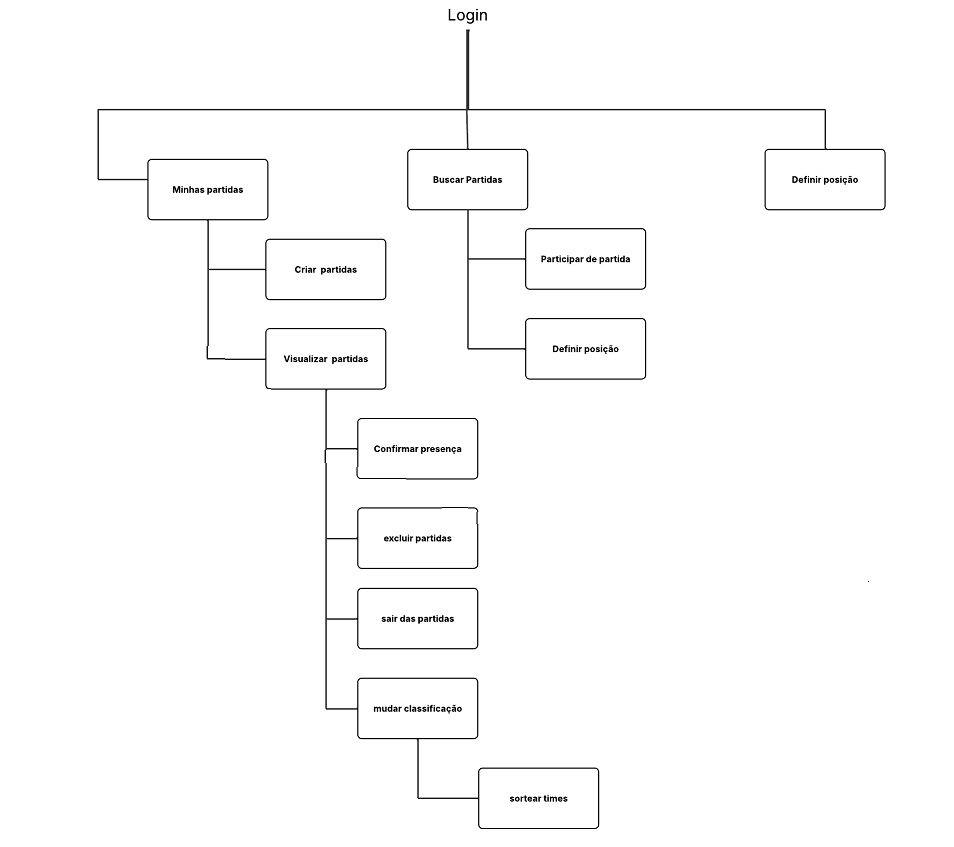 Login
Minhas partidas
Buscar Partidas
Definir posição
Criar partidas
Participar de partida
Visualizar partidas
Definir posição
Confirmar presença
excluir partidas
sair das partidas
mudar classificação
sortear times